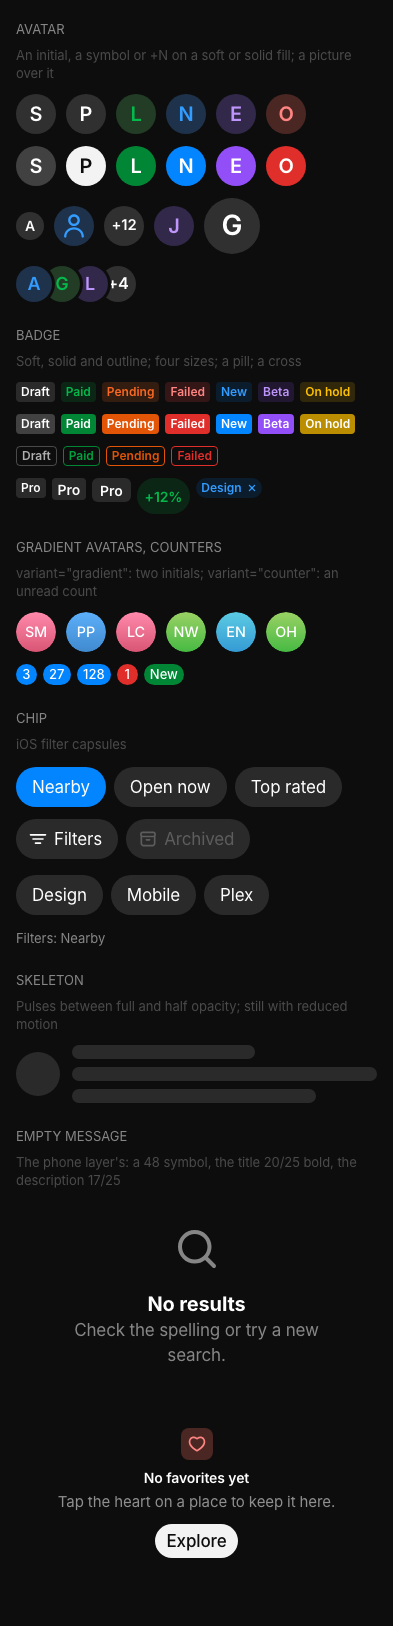 AVATAR
An initial, a symbol or +N on a soft or solid fill; a picture
over it
S P L N E O
S P L N E O
A +12 J G
A G L +4
BADGE
Soft, solid and outline; four sizes; a pill; a cross
Draft Paid Pending Failed New Beta On hold
Draft Paid Pending Failed New Beta On hold
Draft Paid Pending Failed
Pro Pro Pro +12% Design ×
GRADIENT AVATARS, COUNTERS
variant="gradient": two initials; variant="counter": an
unread count
SM PP LC NW EN OH
3 27 128 1 New
CHIP
iOS filter capsules
Nearby Open now Top rated
Filters Archived
Design Mobile Plex
Filters: Nearby
SKELETON
Pulses between full and half opacity; still with reduced
motion
EMPTY MESSAGE
The phone layer's: a 48 symbol, the title 20/25 bold, the
description 17/25
No results
Check the spelling or try a new
search.
No favorites yet
Tap the heart on a place to keep it here.
Explore